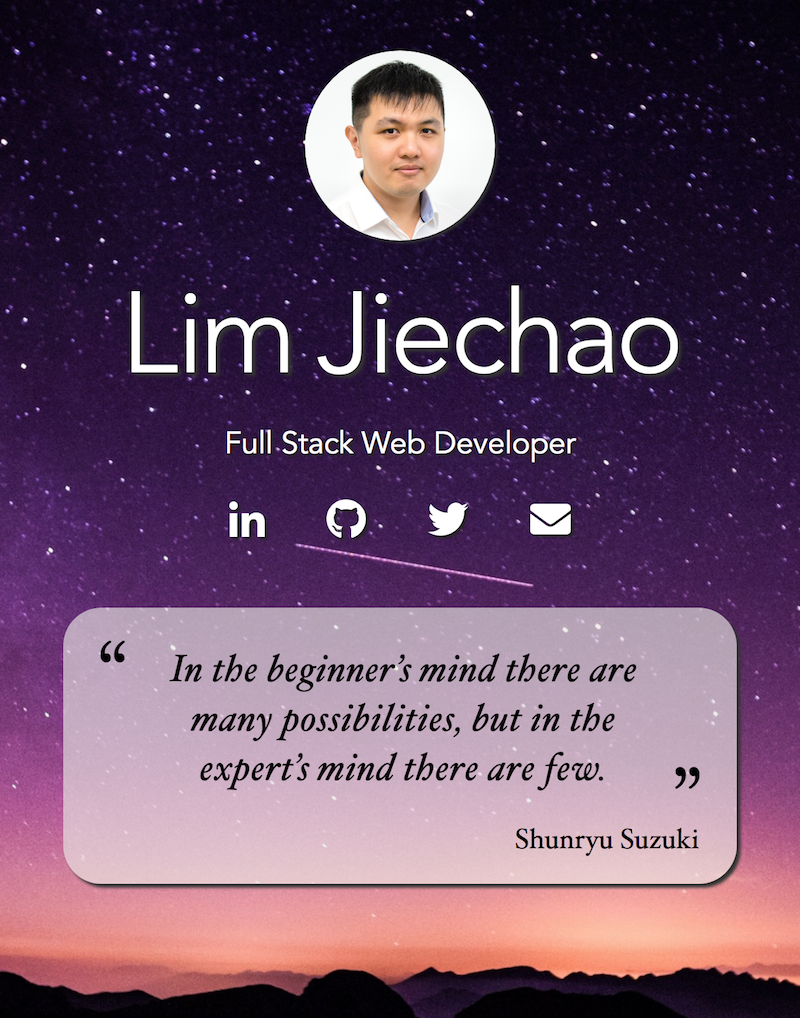 Lim Jiechao
Full Stack Web Developer
in
“ In the beginner’s mind there are
many possibilities, but in the
expert’s mind there are few. ”
Shunryu Suzuki